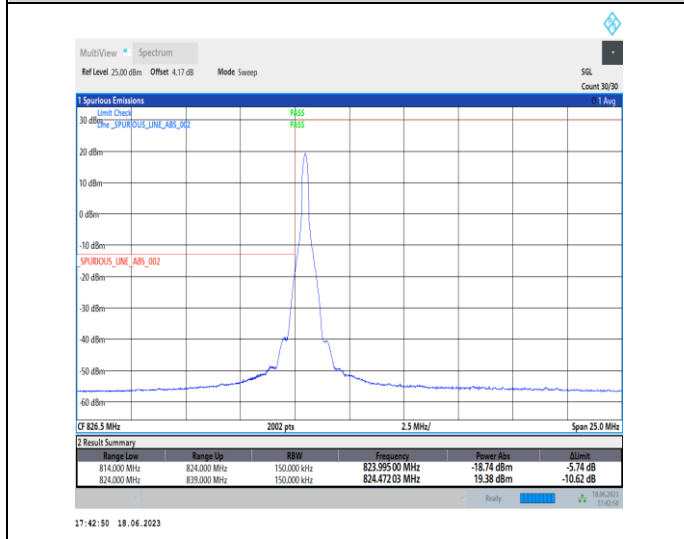 MultiView Spectrum
Ref Level 25.00 dBm Offset 4.17 dB Mode Sweep SGL
Count 30/30
1 Spurious Emissions 1 Avg
Limit Check PASS
30 dBm
Line _SPURIOUS_LINE_ABS_002 PASS
20 dBm
10 dBm
0 dBm
-10 dBm
_SPURIOUS_LINE_ABS_002
-20 dBm
-30 dBm
-40 dBm
-50 dBm
-60 dBm
CF 826.5 MHz 2002 pts 2.5 MHz/ Span 25.0 MHz
2 Result Summary
Range Low Range Up RBW Frequency Power Abs ΔLimit
814.000 MHz 824.000 MHz 150.000 kHz 823.99500 MHz -18.74 dBm -5.74 dB
824.000 MHz 839.000 MHz 150.000 kHz 824.47203 MHz 19.38 dBm -10.62 dB
Ready 18.06.2023
17:42:50
17:42:50 18.06.2023